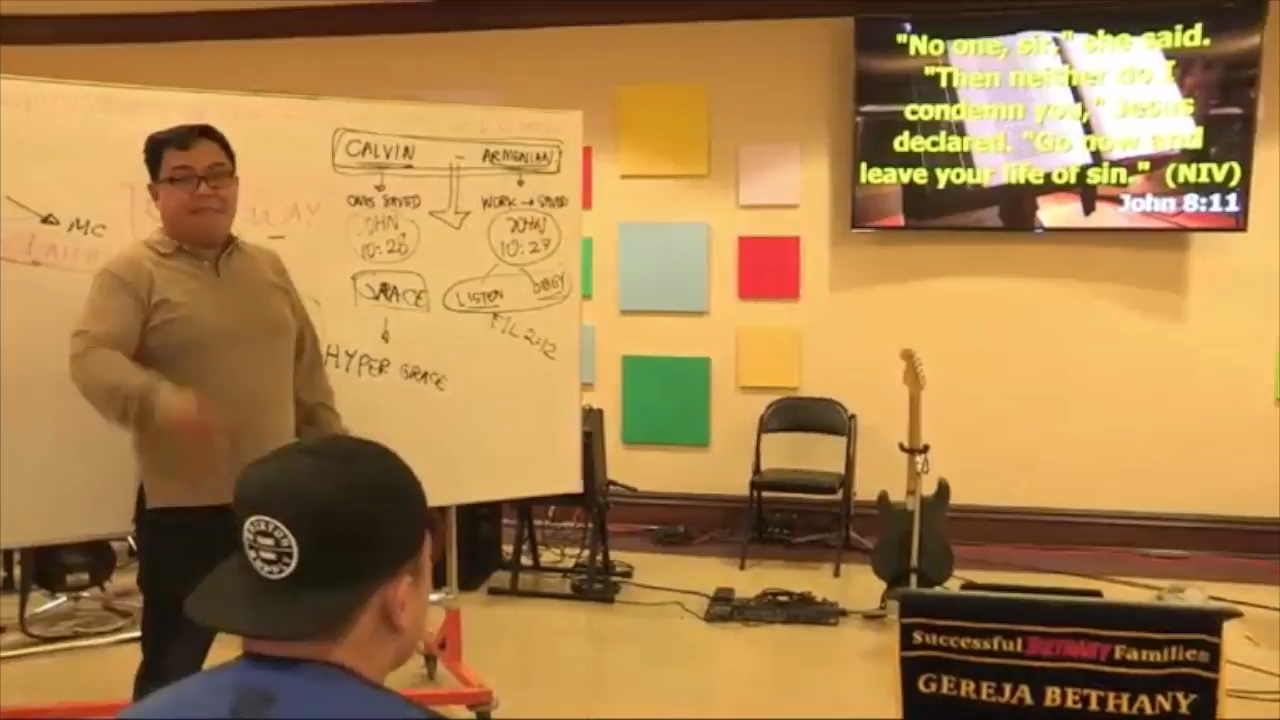 CALVIN - ARMENIAN
ONES SAVED
WORK → SAVED
JOHN
10:28
JOHN
10:27
GRACE
LISTEN
OBEY
FIL 2:12
HYPER GRACE
MC
"No one, sir," she said.
"Then neither do I
condemn you," Jesus
declared. "Go now and
leave your life of sin." (NIV)
John 8:11
Successful BETHANY Families
GEREJA BETHANY